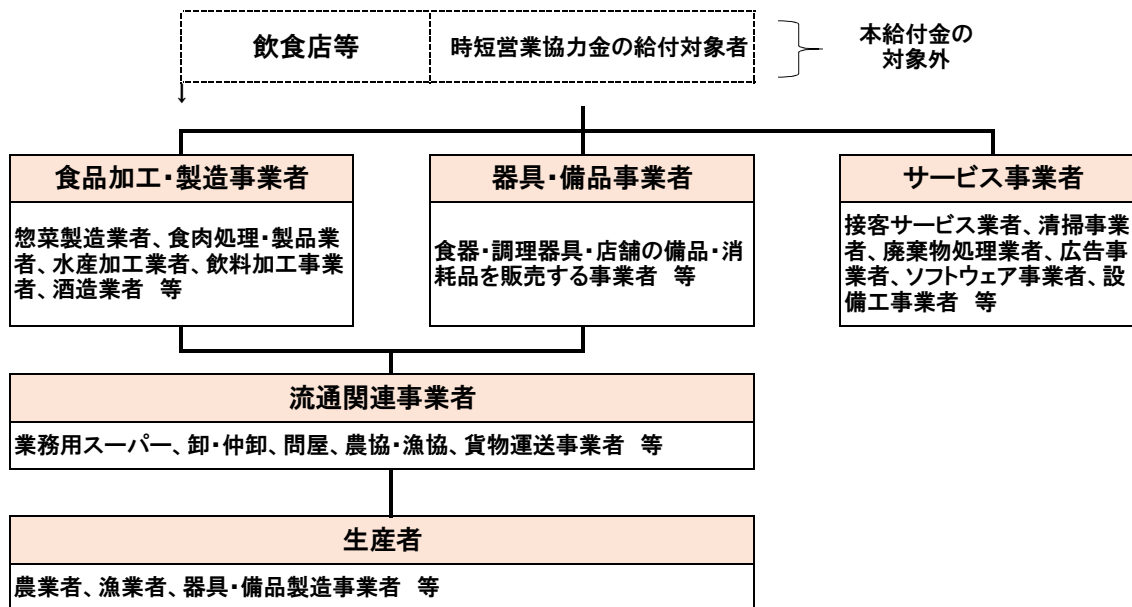 飲食店等
時短営業協力金の給付対象者
本給付金の
対象外
食品加工・製造事業者
惣菜製造業者、食肉処理・製品業
者、水産加工業者、飲料加工事業
者、酒造業者　等
器具・備品事業者
食器・調理器具・店舗の備品・消
耗品を販売する事業者　等
サービス事業者
接客サービス業者、清掃事業
者、廃棄物処理業者、広告事
業者、ソフトウェア事業者、設
備工事業者　等
流通関連事業者
業務用スーパー、卸・仲卸、問屋、農協・漁協、貨物運送事業者　等
生産者
農業者、漁業者、器具・備品製造事業者　等